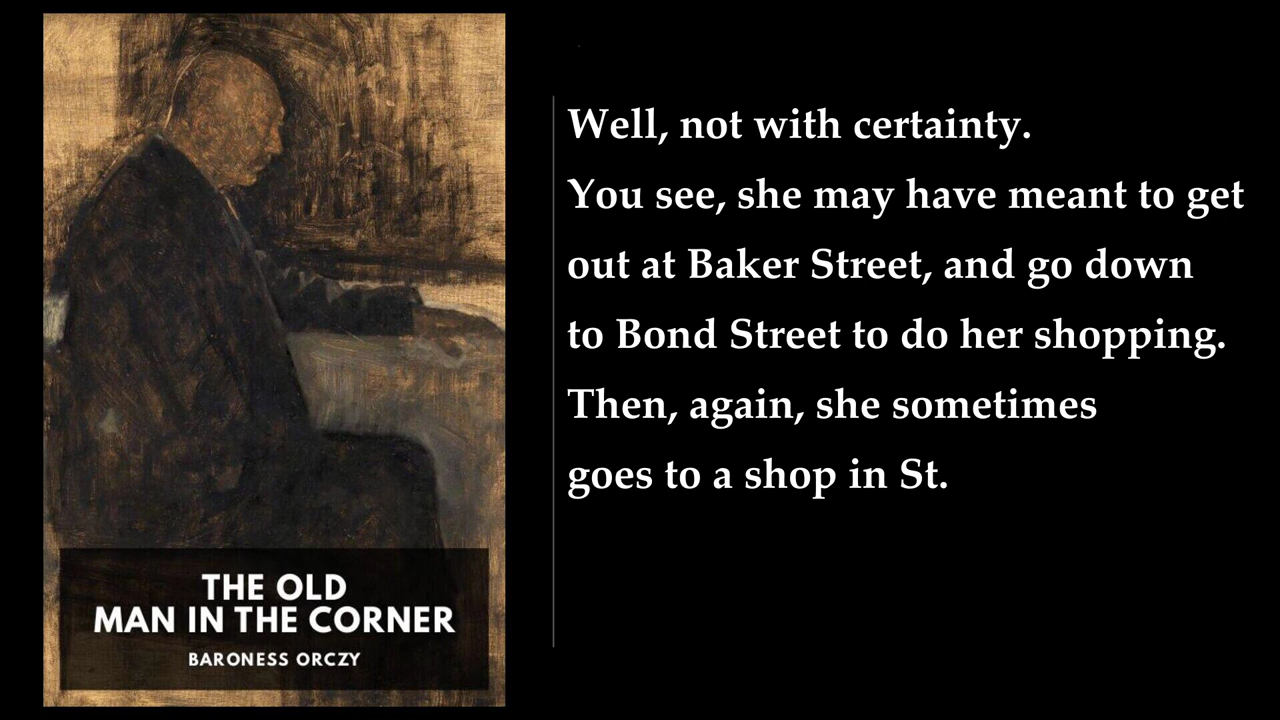 Well, not with certainty.
You see, she may have meant to get
out at Baker Street, and go down
to Bond Street to do her shopping.
Then, again, she sometimes
goes to a shop in St.
THE OLD
MAN IN THE CORNER
BARONESS ORCZY